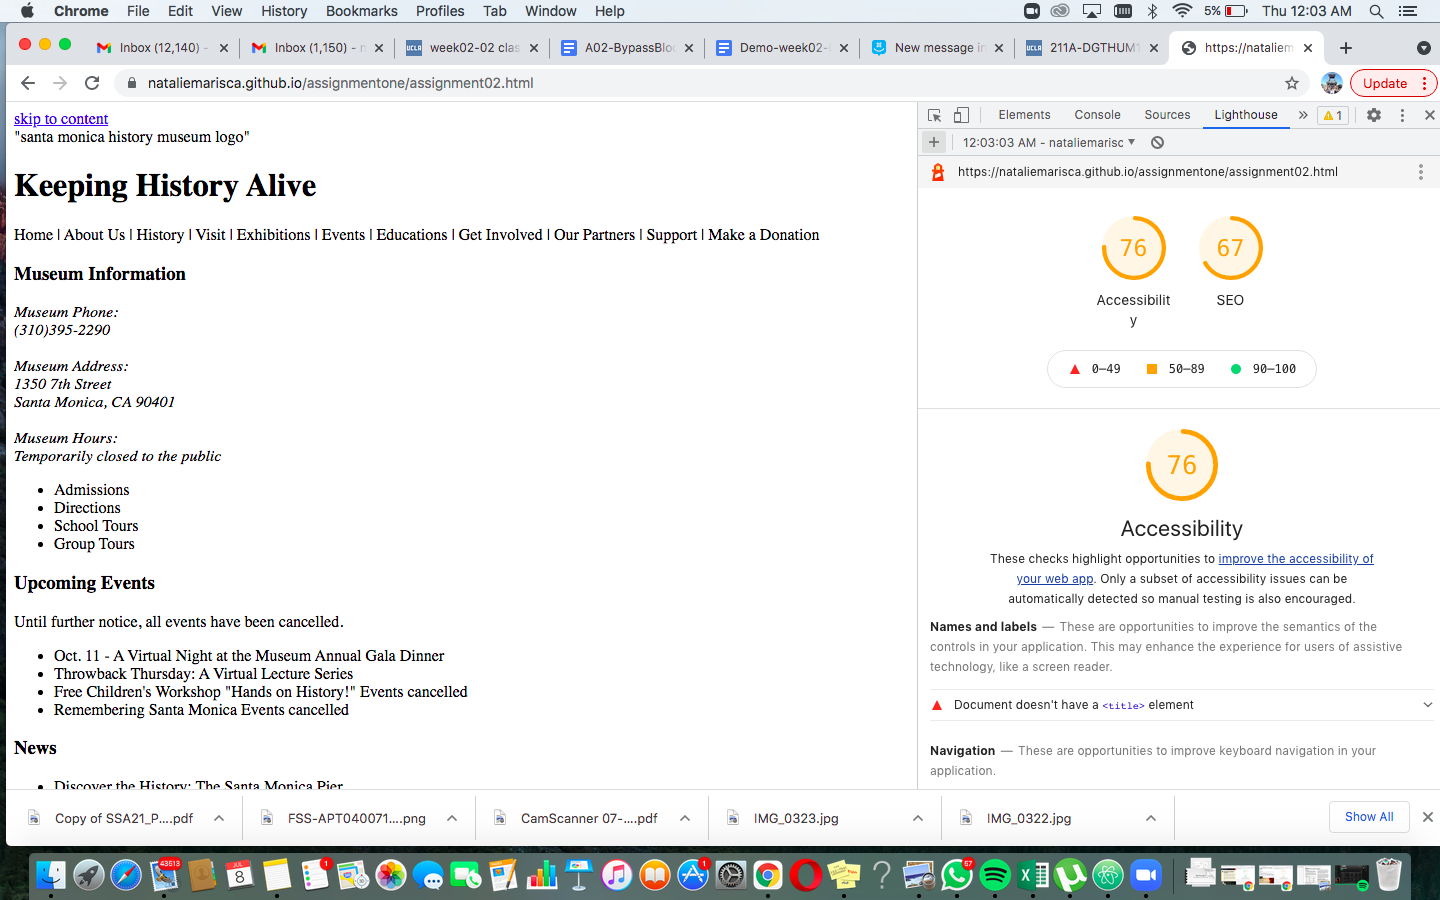 Chrome File Edit View History Bookmarks Profiles Tab Window Help 5% Thu 12:03 AM
Inbox (12,140) - Inbox (1,150) - n week02-02 clas A02-BypassBlo Demo-week02- New message in 211A-DGTHUM1 https://nataliem
nataliemarisca.github.io/assignmentone/assignment02.html Update
skip to content
"santa monica history museum logo"
Keeping History Alive
Home | About Us | History | Visit | Exhibitions | Events | Educations | Get Involved | Our Partners | Support | Make a Donation
Museum Information
Museum Phone:
(310)395-2290
Museum Address:
1350 7th Street
Santa Monica, CA 90401
Museum Hours:
Temporarily closed to the public
• Admissions
• Directions
• School Tours
• Group Tours
Upcoming Events
Until further notice, all events have been cancelled.
• Oct. 11 - A Virtual Night at the Museum Annual Gala Dinner
• Throwback Thursday: A Virtual Lecture Series
• Free Children's Workshop "Hands on History!" Events cancelled
• Remembering Santa Monica Events cancelled
News
• Discover the History: The Santa Monica Pier
Elements Console Sources Lighthouse » 1
12:03:03 AM - nataliemarisc
https://nataliemarisca.github.io/assignmentone/assignment02.html
76 67
Accessibilit SEO
y
0–49 50–89 90–100
76
Accessibility
These checks highlight opportunities to improve the accessibility of
your web app. Only a subset of accessibility issues can be
automatically detected so manual testing is also encouraged.
Names and labels — These are opportunities to improve the semantics of the
controls in your application. This may enhance the experience for users of assistive
technology, like a screen reader.
Document doesn't have a <title> element
Navigation — These are opportunities to improve keyboard navigation in your
application.
Copy of SSA21_P....pdf FSS-APT040071....png CamScanner 07-....pdf IMG_0323.jpg IMG_0322.jpg Show All
43513 JUL 8 1 1 67